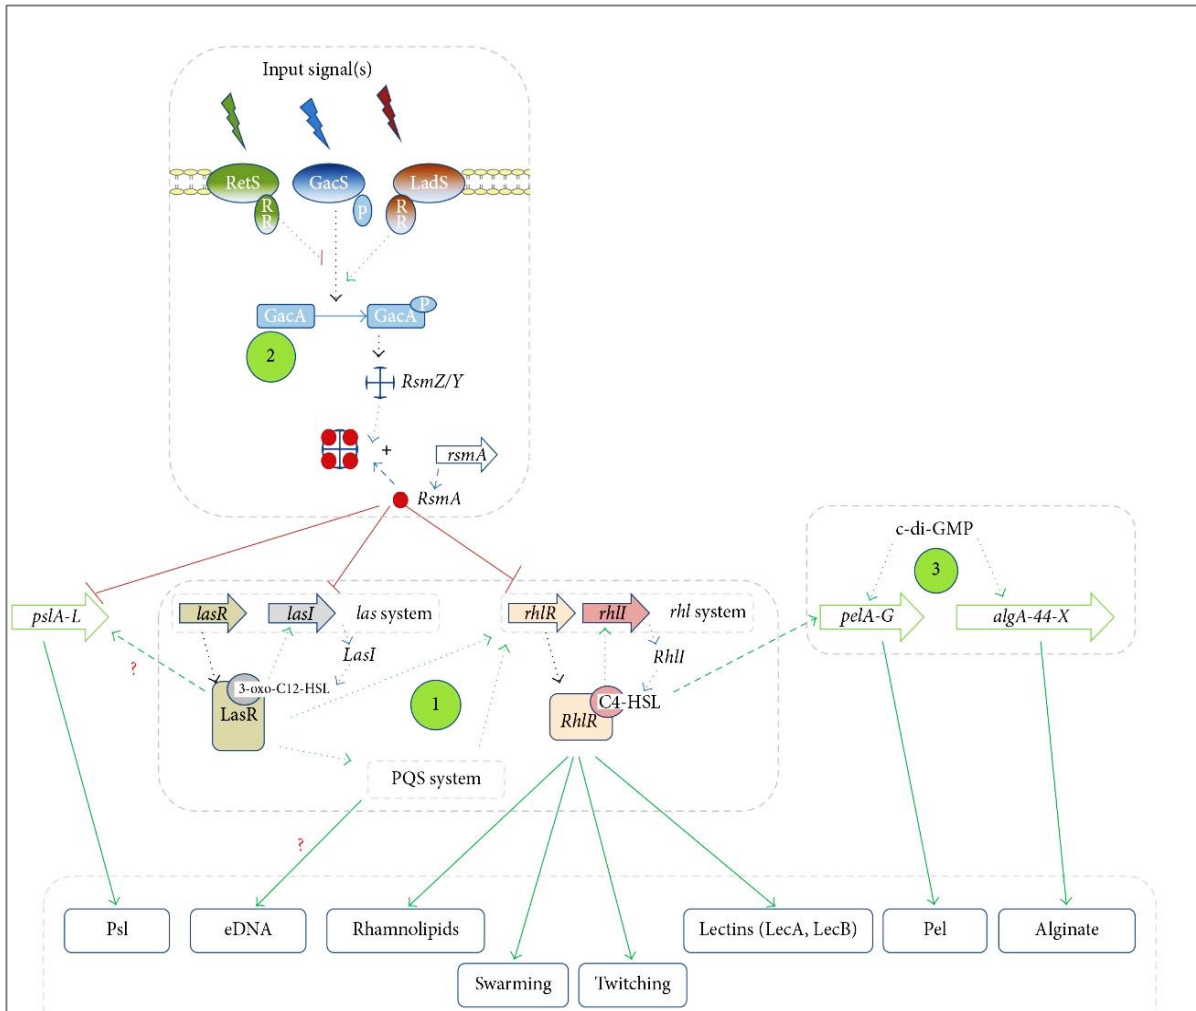 Input signal(s)
RetS
GacS
LadS
R
R
P
R
R
GacA
GacA
P
2
RsmZ/Y
+
rsmA
RsmA
c-di-GMP
3
pslA-L
lasR
lasI
las system
rhlR
rhlI
rhl system
pelA-G
algA-44-X
LasI
RhlI
?
3-oxo-C12-HSL
LasR
1
C4-HSL
RhlR
PQS system
?
Psl
eDNA
Rhamnolipids
Lectins (LecA, LecB)
Pel
Alginate
Swarming
Twitching